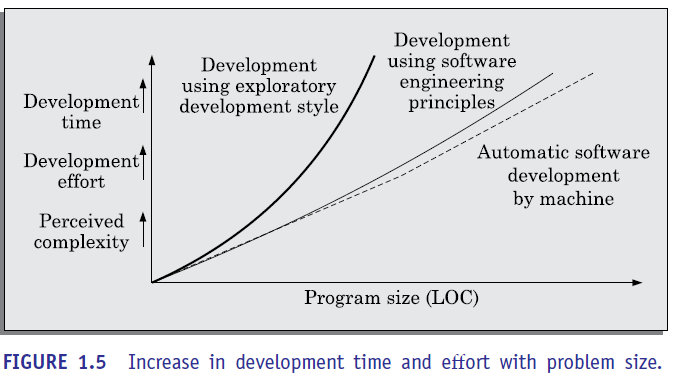 Development
using exploratory
development style
Development
using software
engineering
principles
Development
time
Development
effort
Perceived
complexity
Automatic software
development
by machine
Program size (LOC)
FIGURE 1.5 Increase in development time and effort with problem size.